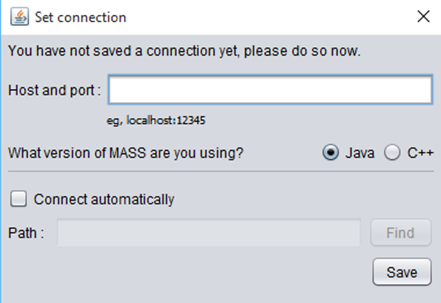 Set connection
You have not saved a connection yet, please do so now.
Host and port :
eg, localhost:12345
What version of MASS are you using? Java C++
Connect automatically
Path : Find
Save